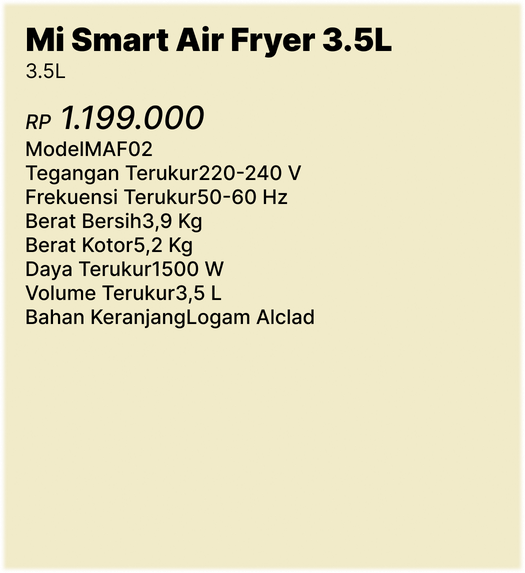 Mi Smart Air Fryer 3.5L
3.5L
RP 1.199.000
ModelMAF02
Tegangan Terukur220-240 V
Frekuensi Terukur50-60 Hz
Berat Bersih3,9 Kg
Berat Kotor5,2 Kg
Daya Terukur1500 W
Volume Terukur3,5 L
Bahan KeranjangLogam Alclad